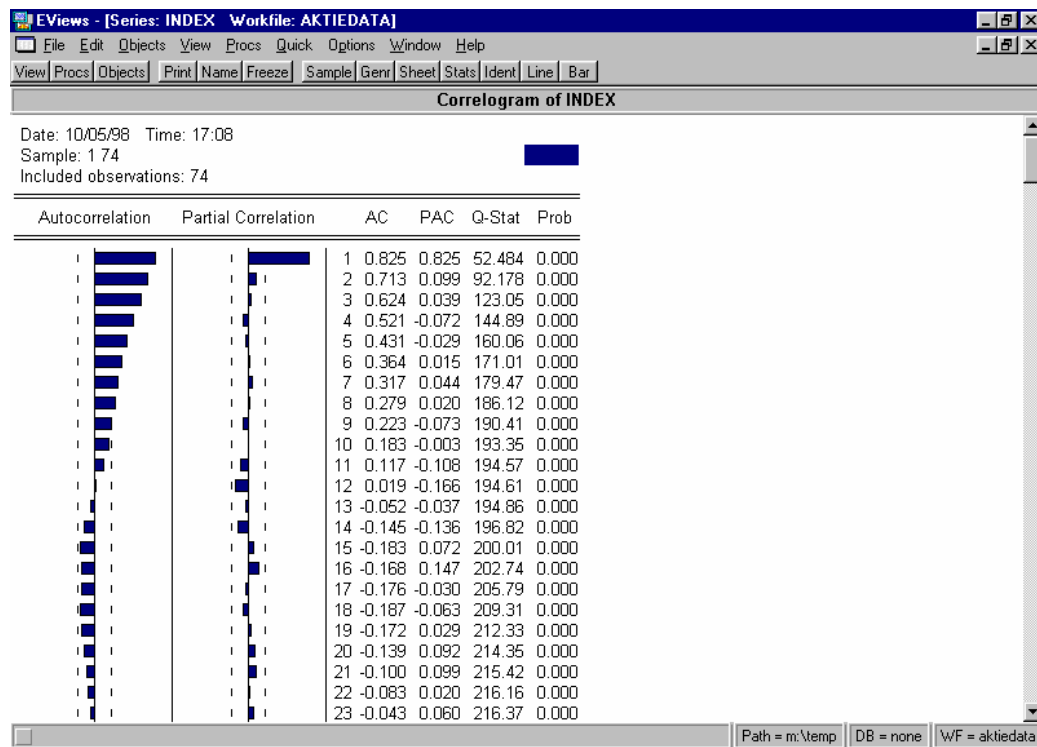 EViews - [Series: INDEX   Workfile: AKTIEDATA]
File Edit Objects View Procs Quick Options Window Help
View Procs Objects Print Name Freeze Sample Genr Sheet Stats Ident Line Bar
Correlogram of INDEX
Date: 10/05/98   Time: 17:08
Sample: 1 74
Included observations: 74
Autocorrelation Partial Correlation AC PAC Q-Stat Prob
1 0.825 0.825 52.484 0.000
2 0.713 0.099 92.178 0.000
3 0.624 0.039 123.05 0.000
4 0.521 -0.072 144.89 0.000
5 0.431 -0.029 160.06 0.000
6 0.364 0.015 171.01 0.000
7 0.317 0.044 179.47 0.000
8 0.279 0.020 186.12 0.000
9 0.223 -0.073 190.41 0.000
10 0.183 -0.003 193.35 0.000
11 0.117 -0.108 194.57 0.000
12 0.019 -0.166 194.61 0.000
13 -0.052 -0.037 194.86 0.000
14 -0.145 -0.136 196.82 0.000
15 -0.183 0.072 200.01 0.000
16 -0.168 0.147 202.74 0.000
17 -0.176 -0.030 205.79 0.000
18 -0.187 -0.063 209.31 0.000
19 -0.172 0.029 212.33 0.000
20 -0.139 0.092 214.35 0.000
21 -0.100 0.099 215.42 0.000
22 -0.083 0.020 216.16 0.000
23 -0.043 0.060 216.37 0.000
Path = m:\temp DB = none WF = aktiedata